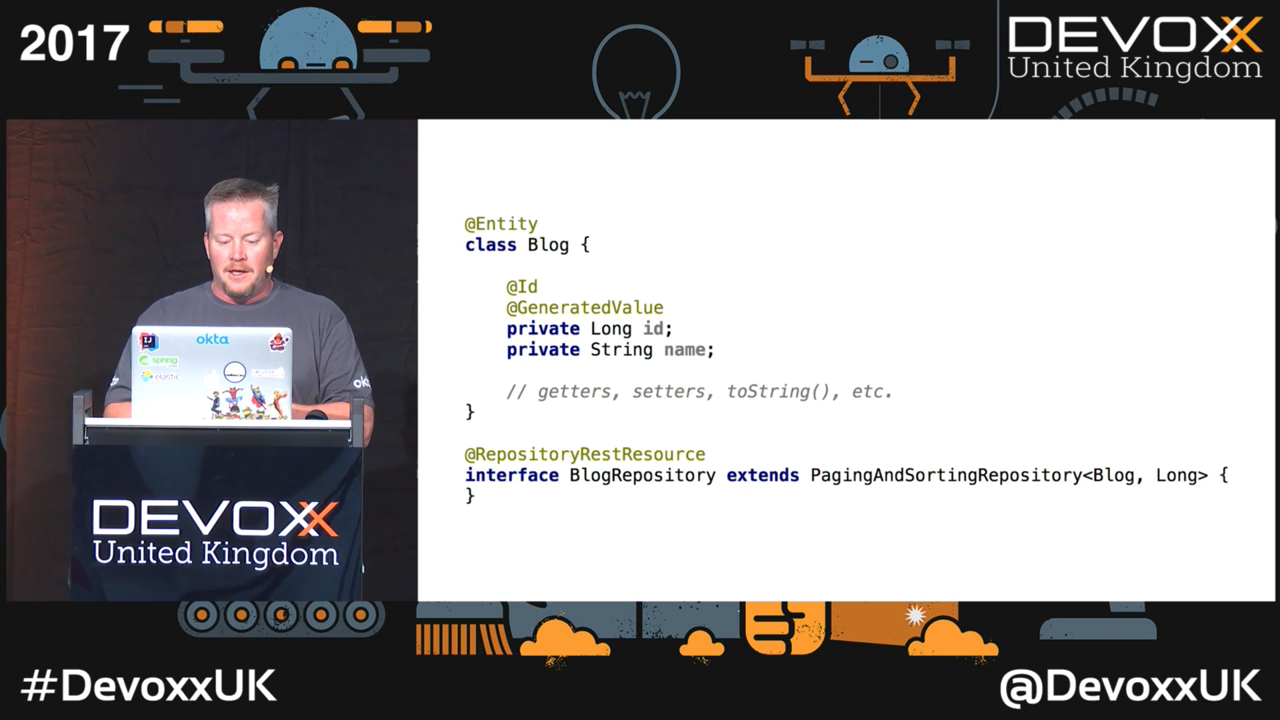 2017
DEVOXX
United Kingdom
@Entity
class Blog {
@Id
@GeneratedValue
private Long id;
private String name;
// getters, setters, toString(), etc.
}
@RepositoryRestResource
interface BlogRepository extends PagingAndSortingRepository<Blog, Long> {
}
IJ
okta
spring
elastic
DEVOXX
United Kingdom
#DevoxxUK
@DevoxxUK